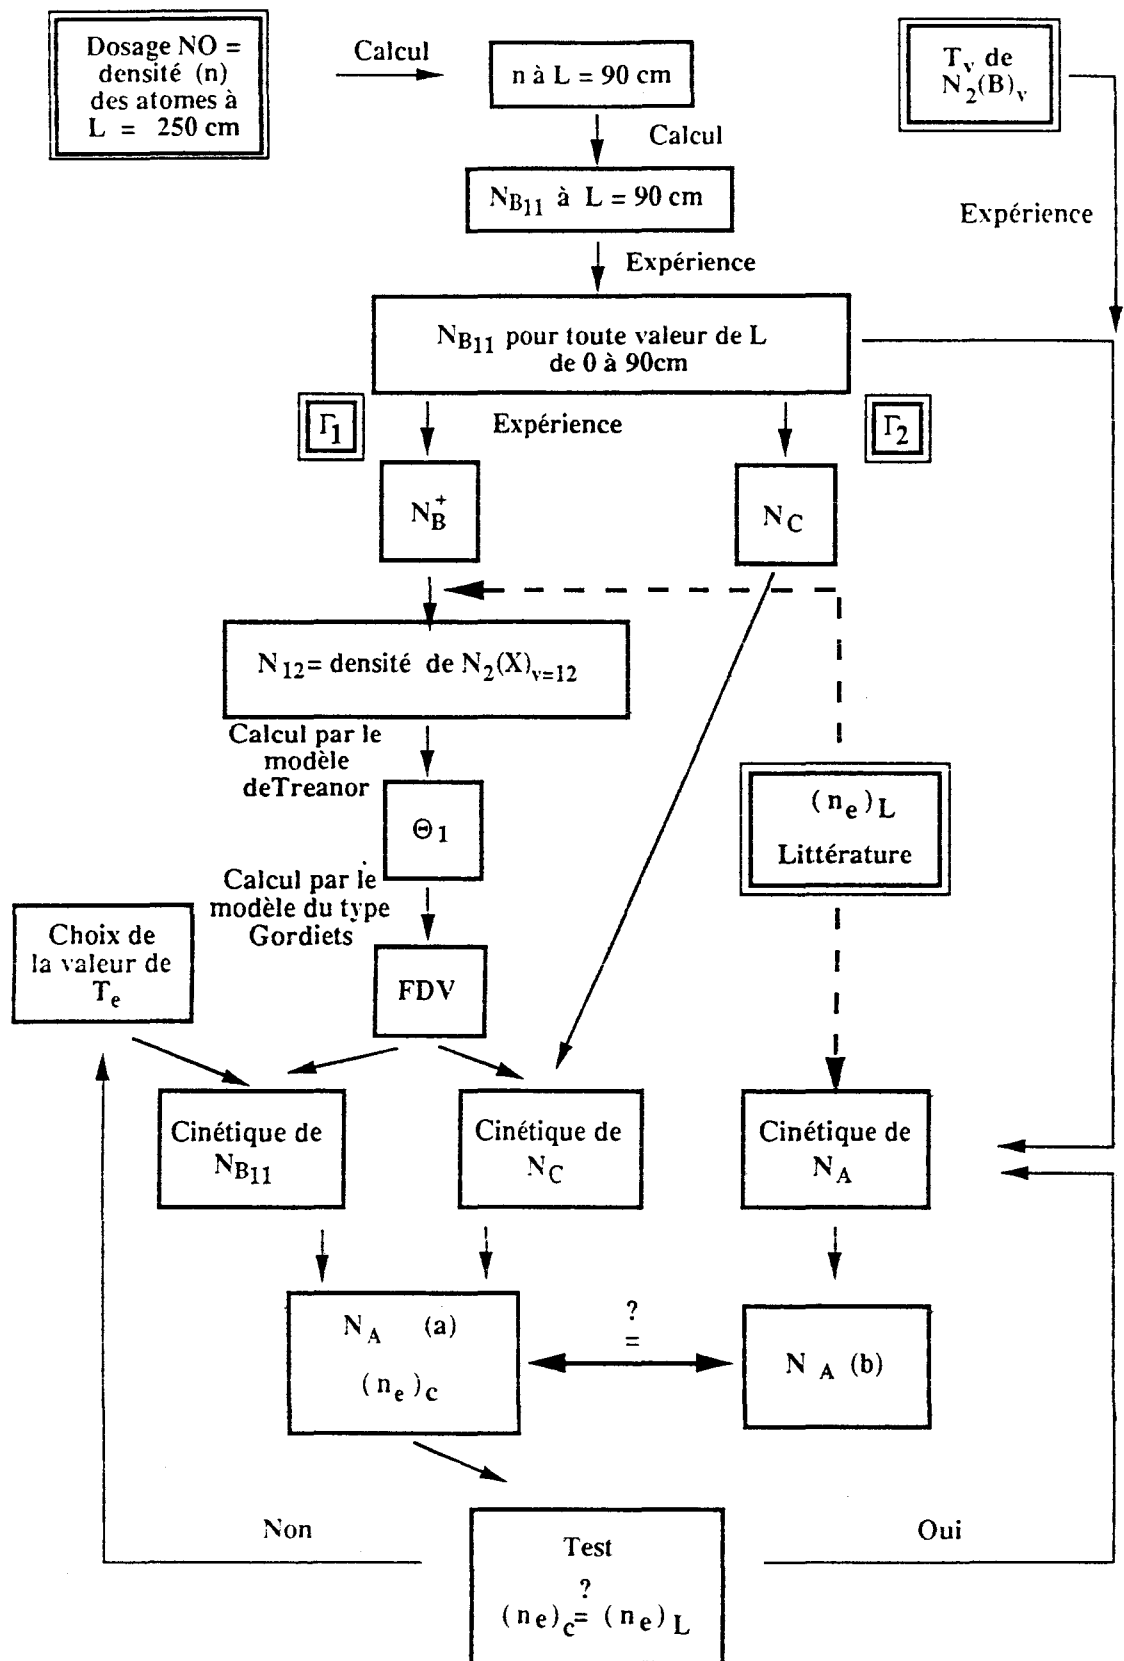 Dosage NO =
densité (n)
des atomes à
L = 250 cm
Calcul
n à L = 90 cm
T_v de
N_2(B)_v
Calcul
N_B11 à L = 90 cm
Expérience
Expérience
N_B11 pour toute valeur de L
de 0 à 90cm
Γ_1
Expérience
Γ_2
N_B^+
N_C
N_12= densité de N_2(X)_v=12
Calcul par le
modèle
deTreanor
(n_e)_L
Littérature
Θ_1
Calcul par le
modèle du type
Gordiets
Choix de
la valeur de
T_e
FDV
Cinétique de
N_B11
Cinétique de
N_C
Cinétique de
N_A
N_A (a)
(n_e)_c
?
=
N_A (b)
Non
Oui
Test
?
(n_e)_c = (n_e)_L